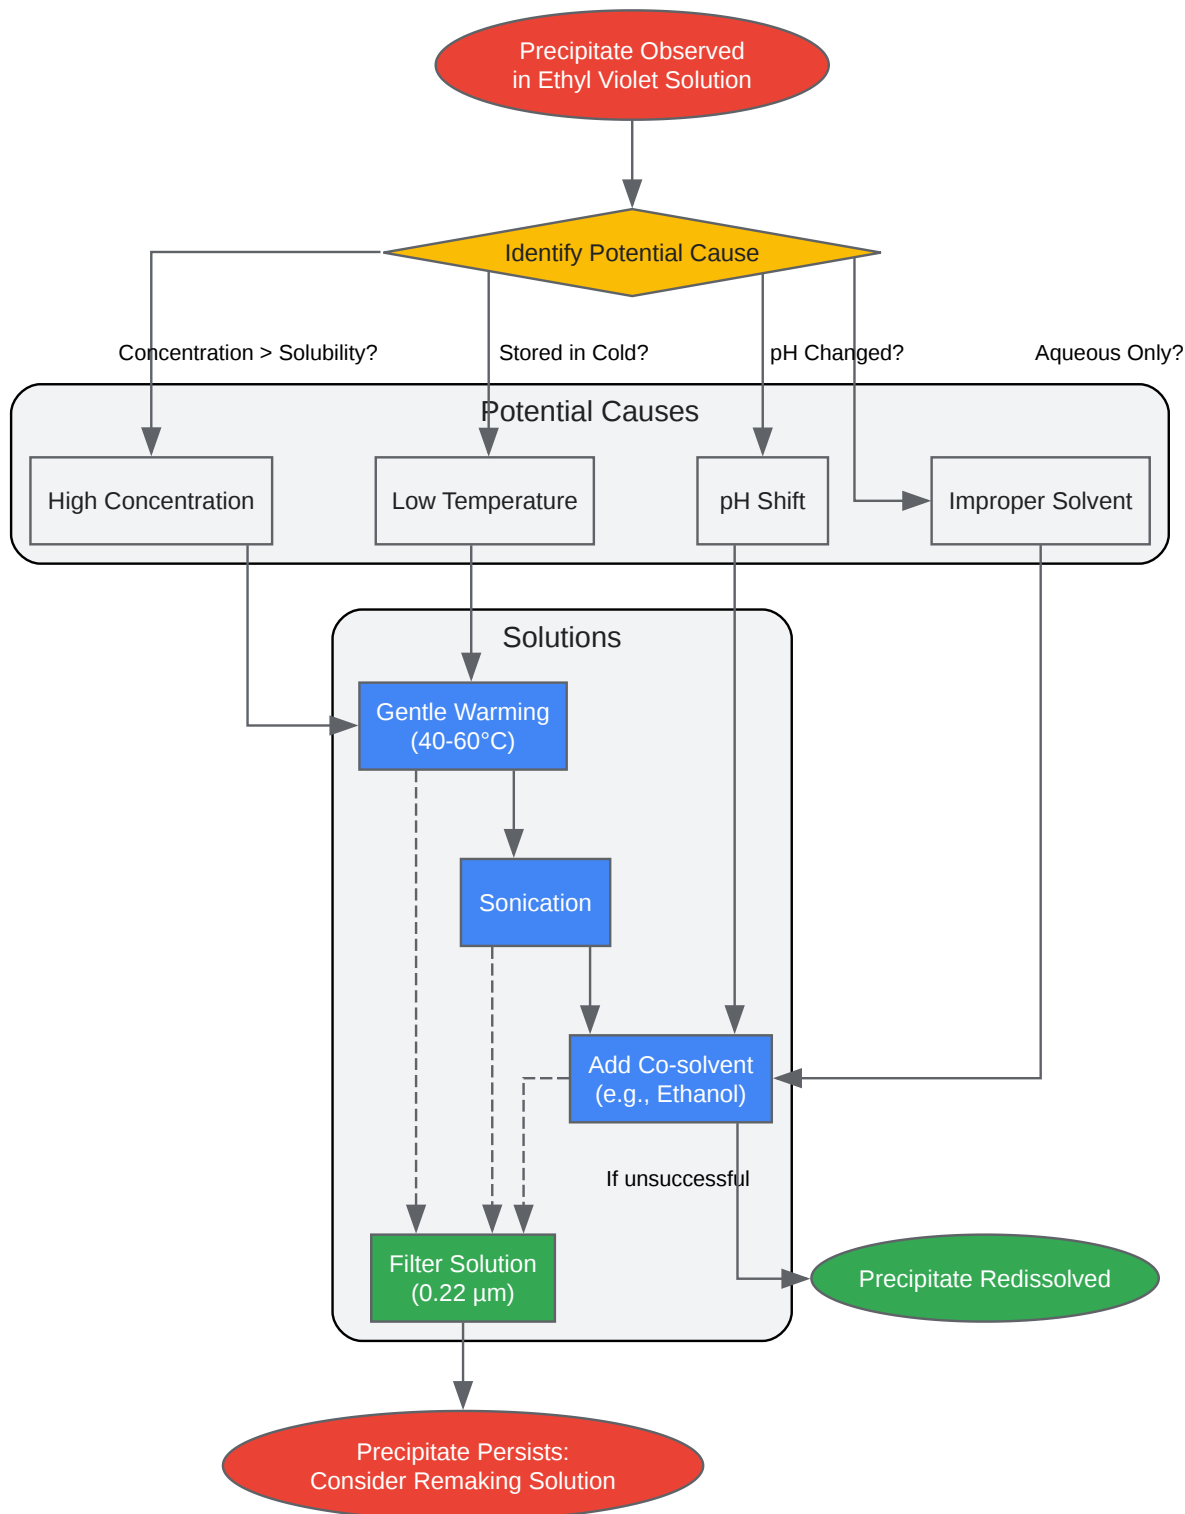 Precipitate Observed
in Ethyl Violet Solution
Identify Potential Cause
Concentration > Solubility?
Stored in Cold?
pH Changed?
Aqueous Only?
Potential Causes
High Concentration
Low Temperature
pH Shift
Improper Solvent
Solutions
Gentle Warming
(40-60°C)
Sonication
Add Co-solvent
(e.g., Ethanol)
If unsuccessful
Filter Solution
(0.22 µm)
Precipitate Redissolved
Precipitate Persists:
Consider Remaking Solution